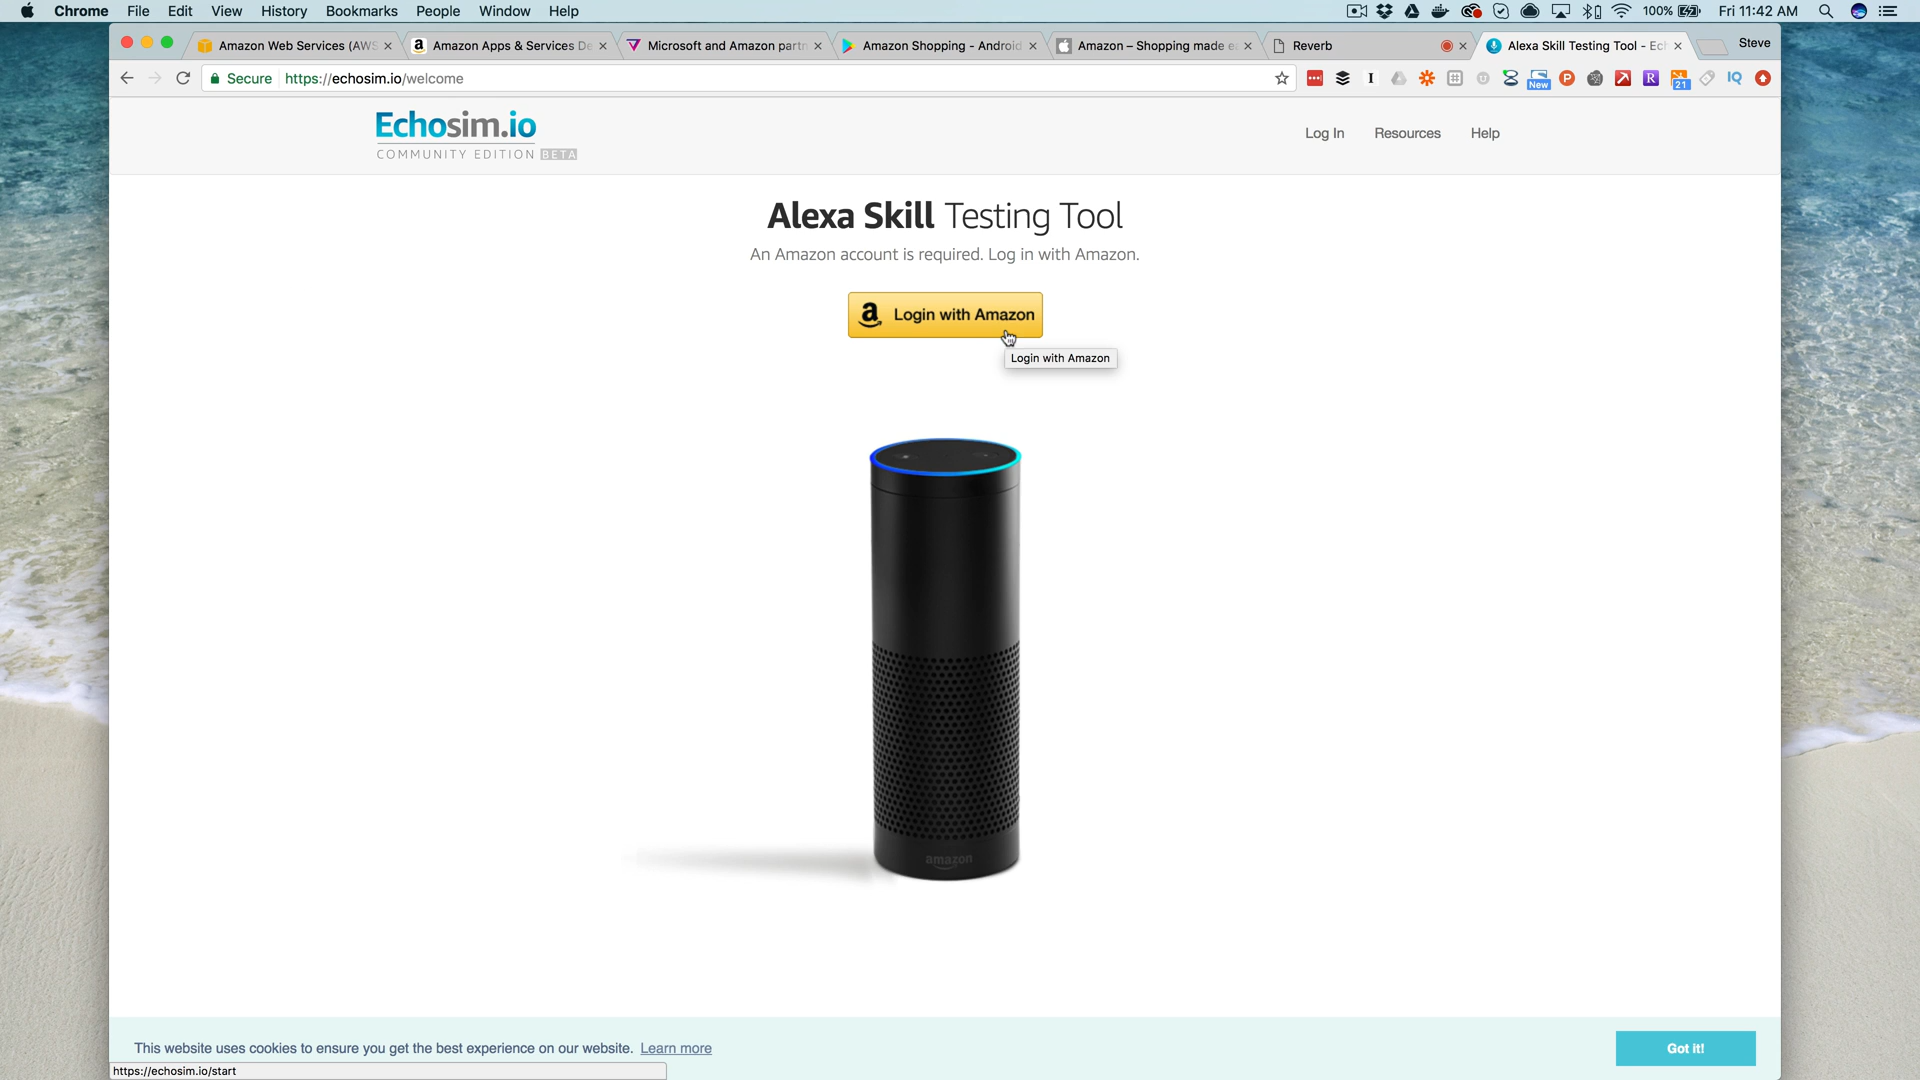 Chrome File Edit View History Bookmarks People Window Help 100% Fri 11:42 AM
Amazon Web Services (AWS Amazon Apps & Services De Microsoft and Amazon partn Amazon Shopping - Android Amazon – Shopping made ea Reverb Alexa Skill Testing Tool - Ech Steve
Secure https://echosim.io/welcome New 21 IQ
Echosim.io
COMMUNITY EDITION BETA
Log In Resources Help
Alexa Skill Testing Tool
An Amazon account is required. Log in with Amazon.
Login with Amazon
Login with Amazon
amazon
This website uses cookies to ensure you get the best experience on our website. Learn more
Got it!
https://echosim.io/start